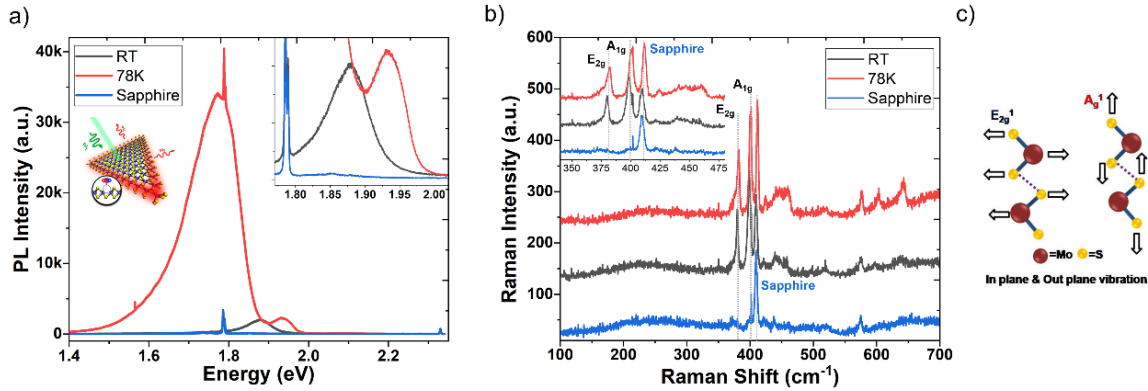 a)
PL Intensity (a.u.)
40k
30k
20k
10k
0
RT
78K
Sapphire
1.80 1.85 1.90 1.95 2.00
1.4 1.6 1.8 2.0 2.2
Energy (eV)
b)
Raman Intensity (a.u.)
600
500
400
300
200
100
E2g
A1g
Sapphire
350 375 400 425 450 475
E2g
A1g
RT
78K
Sapphire
Sapphire
100 200 300 400 500 600 700
Raman Shift (cm-1)
c)
E2g1
Ag1
=Mo =S
In plane & Out plane vibration